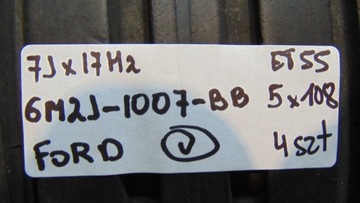 7J x 17H2 ET55
6M2J-1007-BB 5x108
FORD V 4szt